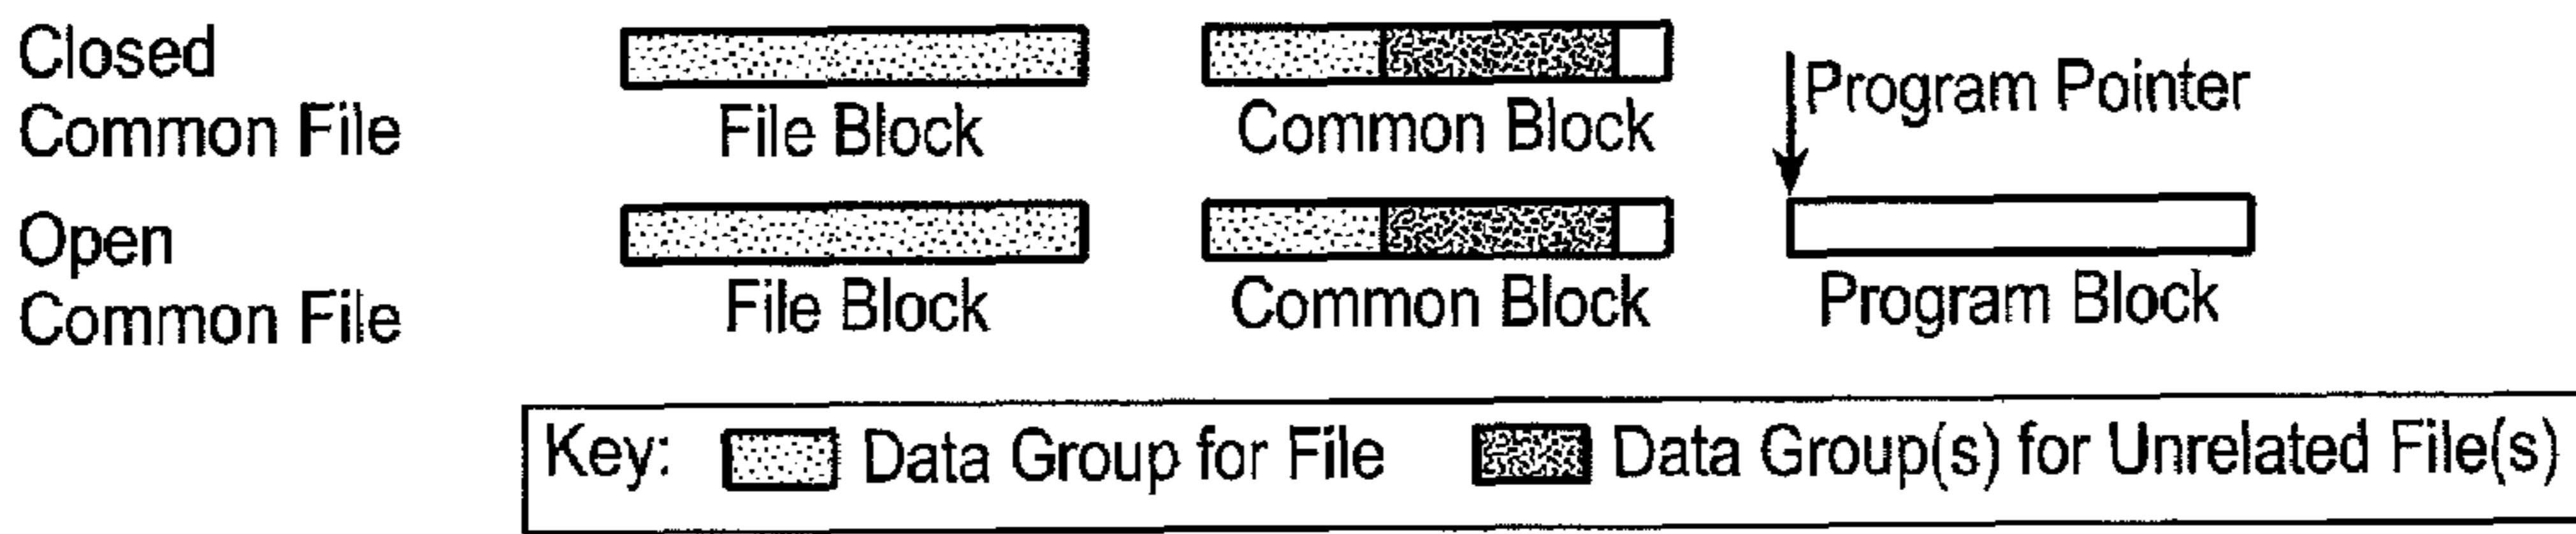 Closed
Common File
File Block
Common Block
Program Pointer
Open
Common File
File Block
Common Block
Program Block
Key: Data Group for File Data Group(s) for Unrelated File(s)